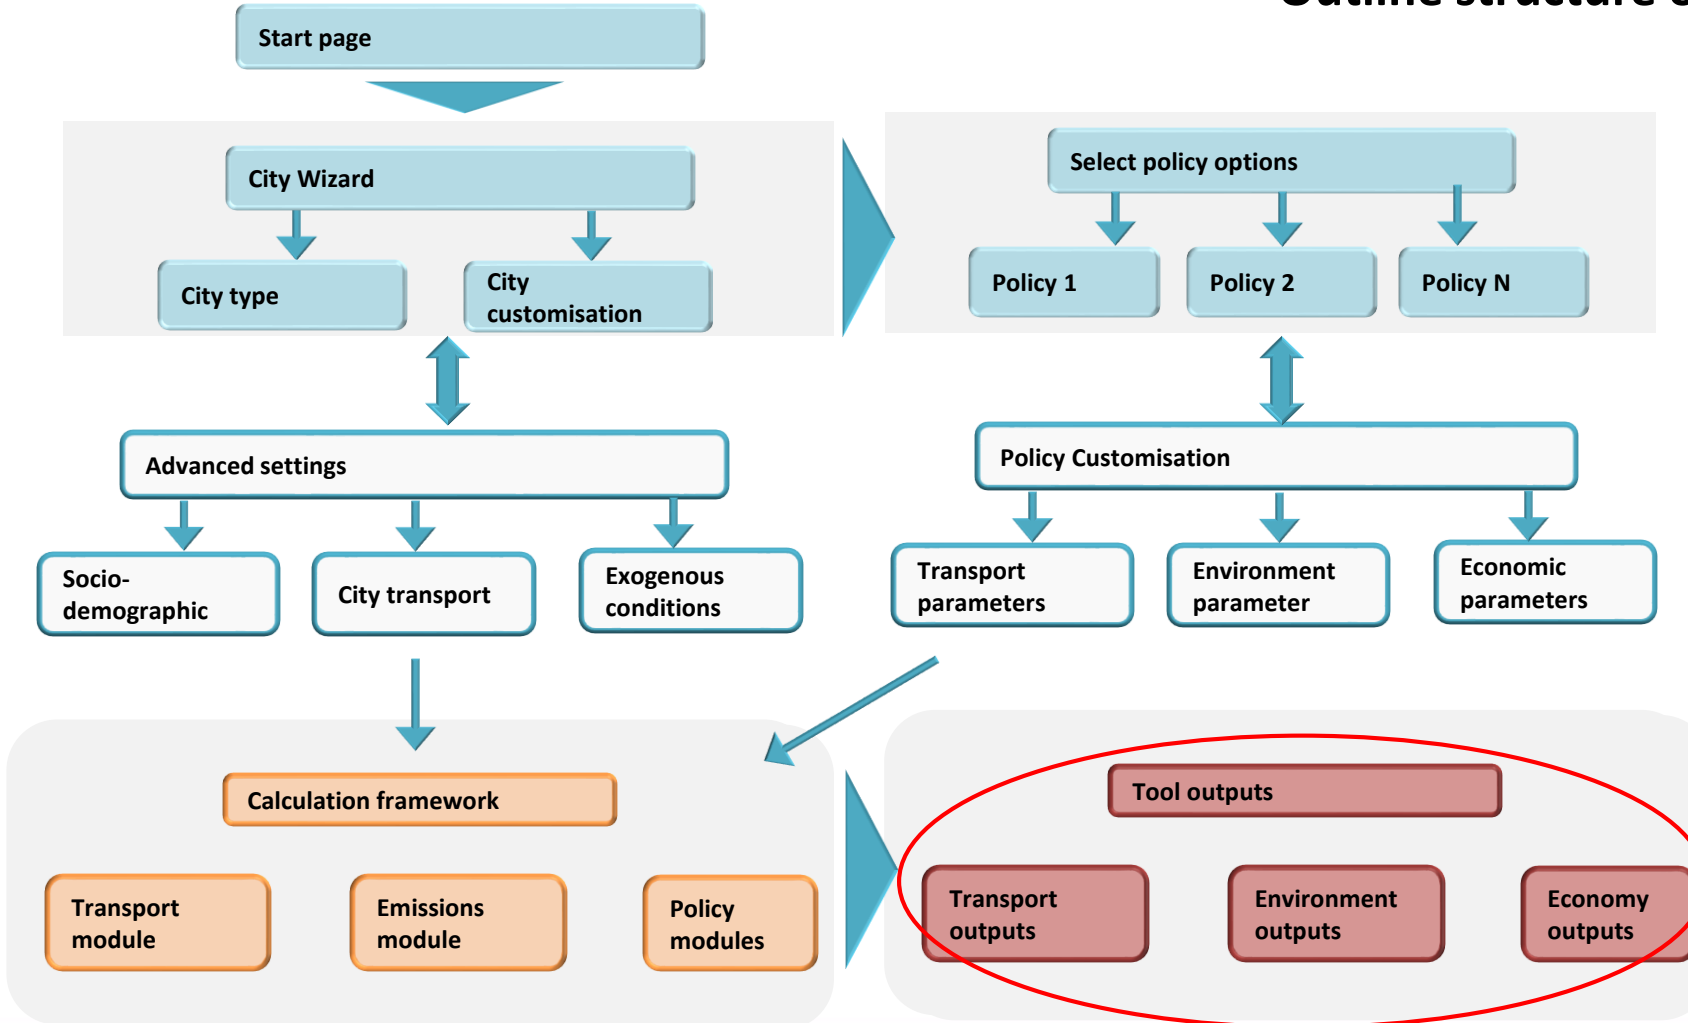 Outline structure
Start page
City Wizard
City type
City
customisation
Select policy options
Policy 1
Policy 2
Policy N
Advanced settings
Socio-
demographic
City transport
Exogenous
conditions
Policy Customisation
Transport
parameters
Environment
parameter
Economic
parameters
Calculation framework
Transport
module
Emissions
module
Policy
modules
Tool outputs
Transport
outputs
Environment
outputs
Economy
outputs